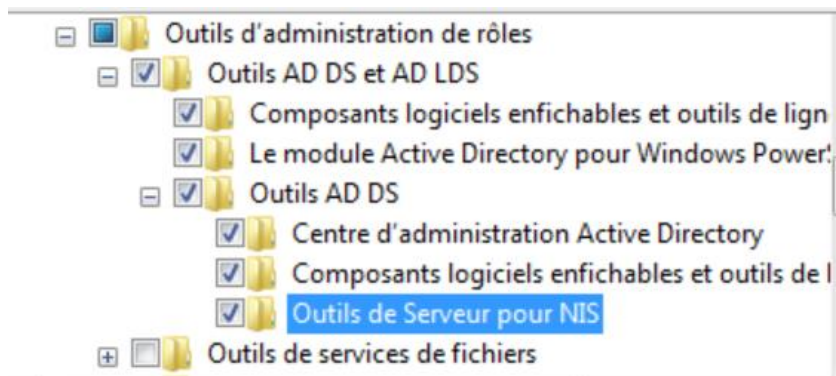 Outils d'administration de rôles
Outils AD DS et AD LDS
Composants logiciels enfichables et outils de lign
Le module Active Directory pour Windows Power
Outils AD DS
Centre d'administration Active Directory
Composants logiciels enfichables et outils de l
Outils de Serveur pour NIS
Outils de services de fichiers